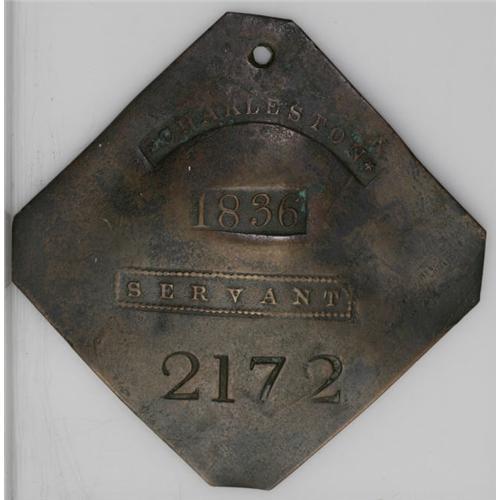 *CHARLESTON*
1836
SERVANT
2172